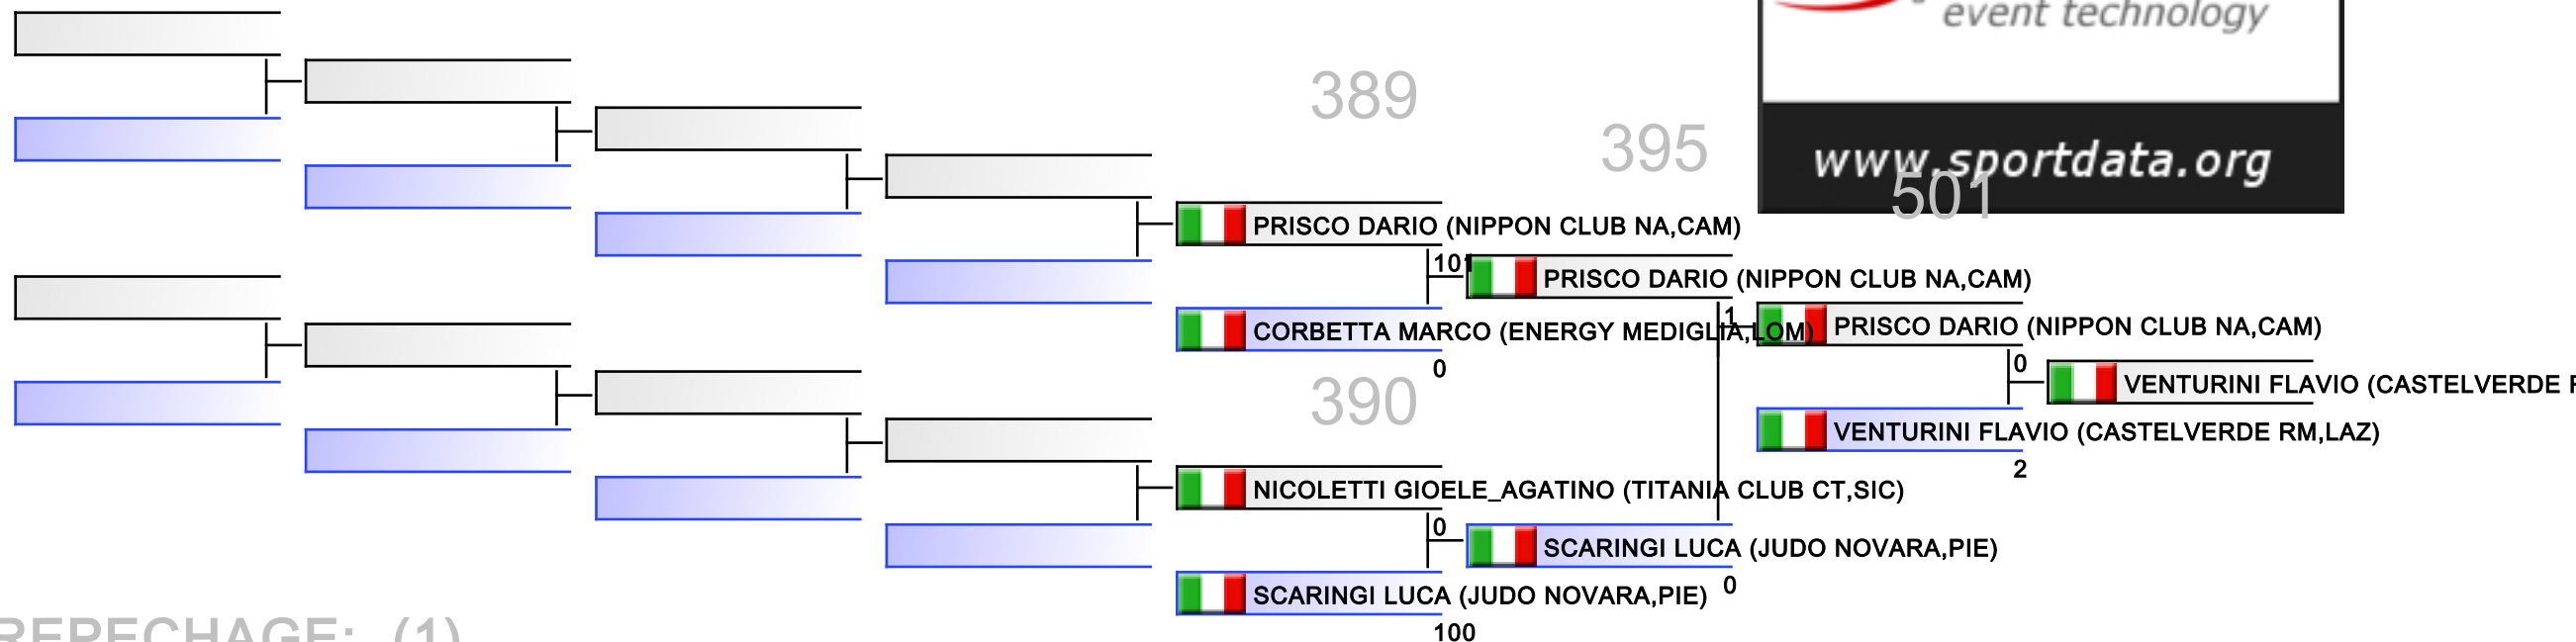 event technology
389
395
www.sportdata.org
501
PRISCO DARIO (NIPPON CLUB NA,CAM)
101
PRISCO DARIO (NIPPON CLUB NA,CAM)
1
PRISCO DARIO (NIPPON CLUB NA,CAM)
CORBETTA MARCO (ENERGY MEDIGLIA,LOM)
0
0
VENTURINI FLAVIO (CASTELVERDE
390
VENTURINI FLAVIO (CASTELVERDE RM,LAZ)
2
NICOLETTI GIOELE_AGATINO (TITANIA CLUB CT,SIC)
0
SCARINGI LUCA (JUDO NOVARA,PIE)
0
SCARINGI LUCA (JUDO NOVARA,PIE)
100
REPECHAGE: (1)